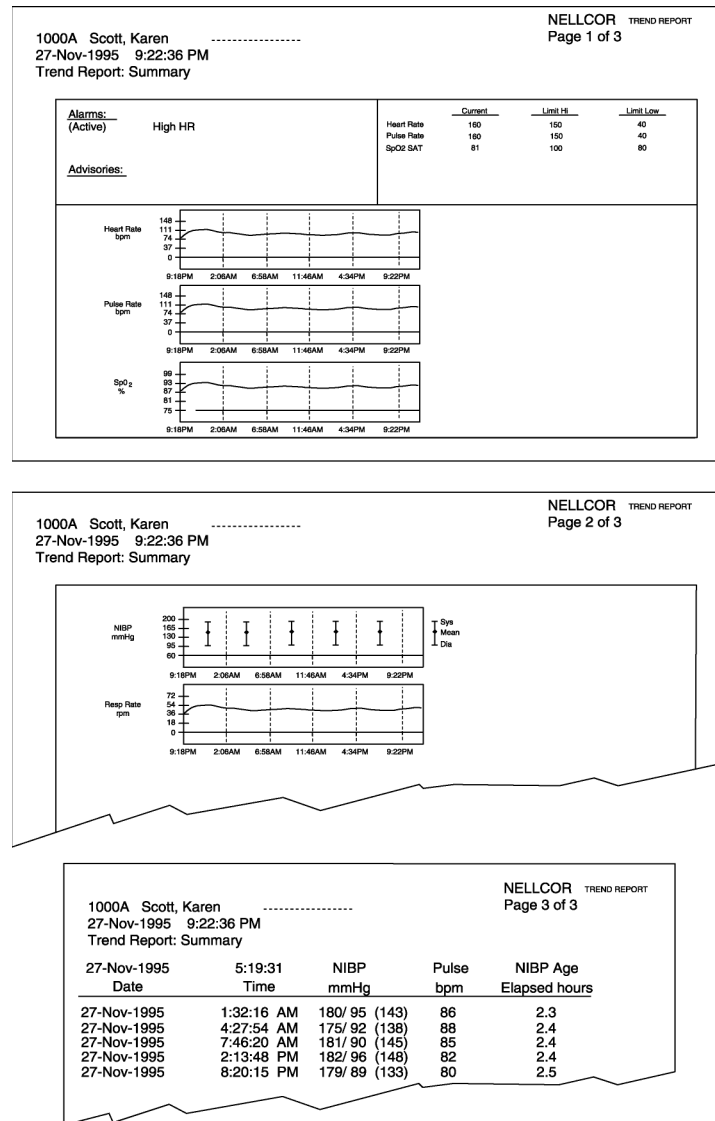 NELLCOR TREND REPORT
1000A Scott, Karen ------------------ Page 1 of 3
27-Nov-1995 9:22:36 PM
Trend Report: Summary
Alarms:
(Active) High HR
Advisories:
Current Limit Hi Limit Low
Heart Rate 160 150 40
Pulse Rate 160 150 40
SpO2 SAT 81 100 80
Heart Rate
bpm
148
111
74
37
0
9:18PM 2:06AM 6:58AM 11:46AM 4:34PM 9:22PM
Pulse Rate
bpm
148
111
74
37
0
9:18PM 2:06AM 6:58AM 11:46AM 4:34PM 9:22PM
Sp02
%
99
93
87
81
75
9:18PM 2:06AM 6:58AM 11:46AM 4:34PM 9:22PM
NELLCOR TREND REPORT
1000A Scott, Karen ------------------ Page 2 of 3
27-Nov-1995 9:22:36 PM
Trend Report: Summary
NIBP
mmHg
200
165
130
95
60
Sys
Mean
Dia
9:18PM 2:06AM 6:56AM 11:46AM 4:34PM 9:22PM
Resp Rate
rpm
72
54
36
18
0
9:18PM 2:06AM 6:58AM 11:46AM 4:34PM 9:22PM
NELLCOR TREND REPORT
1000A Scott, Karen ------------------ Page 3 of 3
27-Nov-1995 9:22:36 PM
Trend Report: Summary
27-Nov-1995 5:19:31 NIBP Pulse NIBP Age
Date Time mmHg bpm Elapsed hours
27-Nov-1995 1:32:16 AM 180/ 95 (143) 86 2.3
27-Nov-1995 4:27:54 AM 175/ 92 (138) 88 2.4
27-Nov-1995 7:46:20 AM 181/ 90 (145) 85 2.4
27-Nov-1995 2:13:48 PM 182/ 96 (148) 82 2.4
27-Nov-1995 8:20:15 PM 179/ 89 (133) 80 2.5